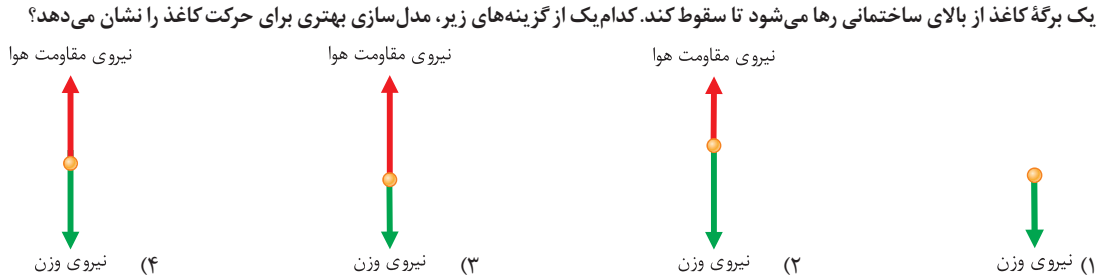 یک برگهٔ کاغذ از بالای ساختمانی رها می‌شود تا سقوط کند. کدام‌یک از گزینه‌های زیر، مدل‌سازی بهتری برای حرکت کاغذ را نشان می‌دهد؟
نیروی مقاومت هوا نیروی مقاومت هوا نیروی مقاومت هوا
۱) نیروی وزن ۲) نیروی وزن ۳) نیروی وزن ۴) نیروی وزن